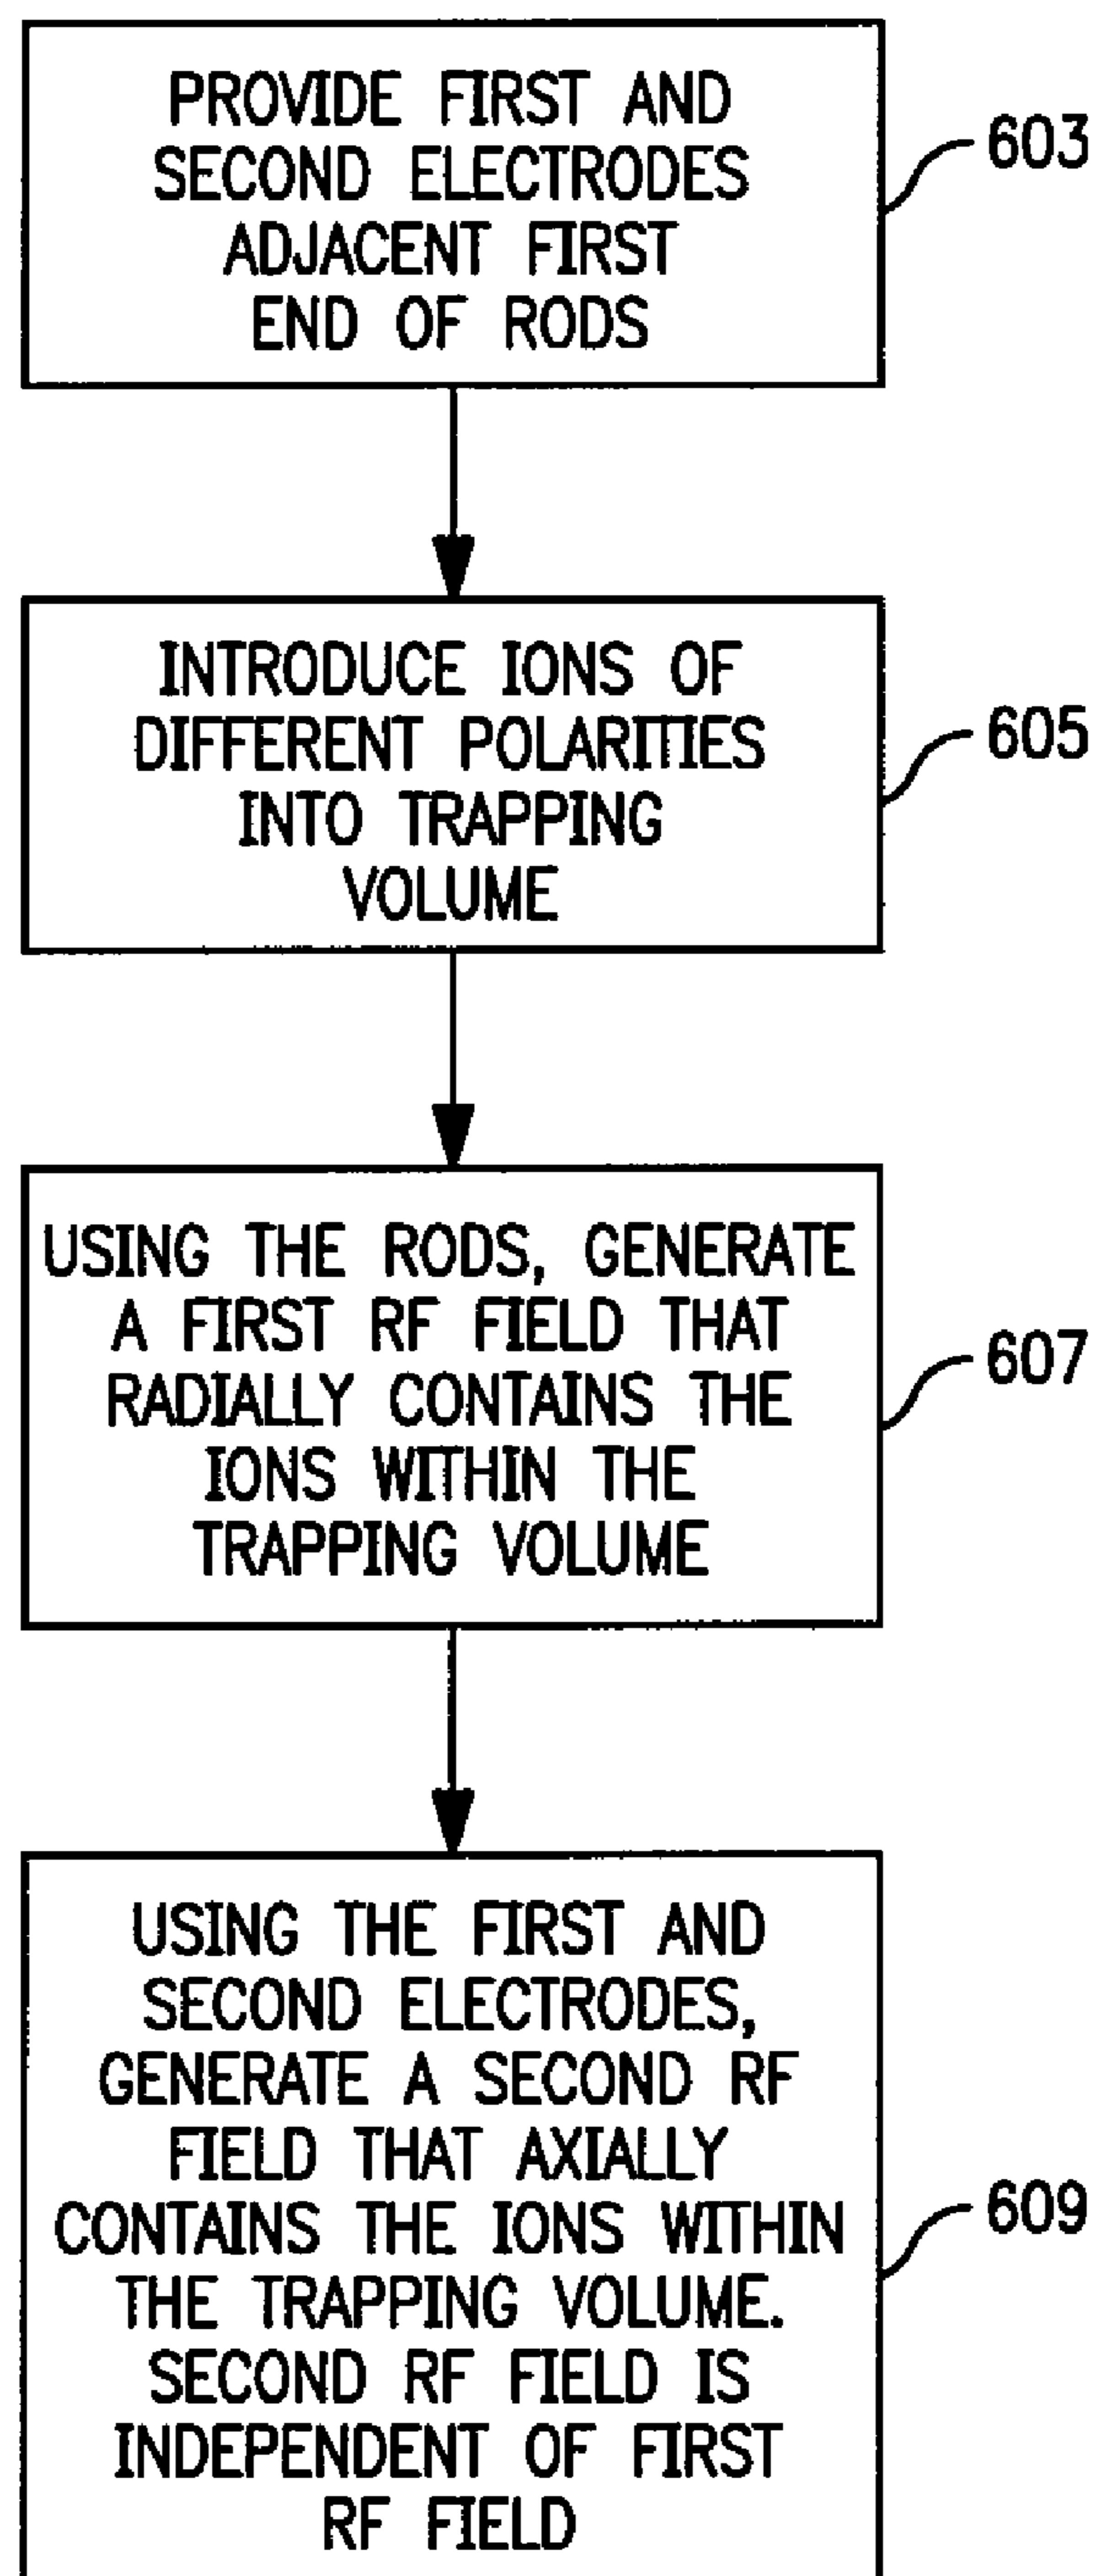 PROVIDE FIRST AND
SECOND ELECTRODES
ADJACENT FIRST
END OF RODS
603
INTRODUCE IONS OF
DIFFERENT POLARITIES
INTO TRAPPING
VOLUME
605
USING THE RODS, GENERATE
A FIRST RF FIELD THAT
RADIALLY CONTAINS THE
IONS WITHIN THE
TRAPPING VOLUME
607
USING THE FIRST AND
SECOND ELECTRODES,
GENERATE A SECOND RF
FIELD THAT AXIALLY
CONTAINS THE IONS WITHIN
THE TRAPPING VOLUME.
SECOND RF FIELD IS
INDEPENDENT OF FIRST
RF FIELD
609